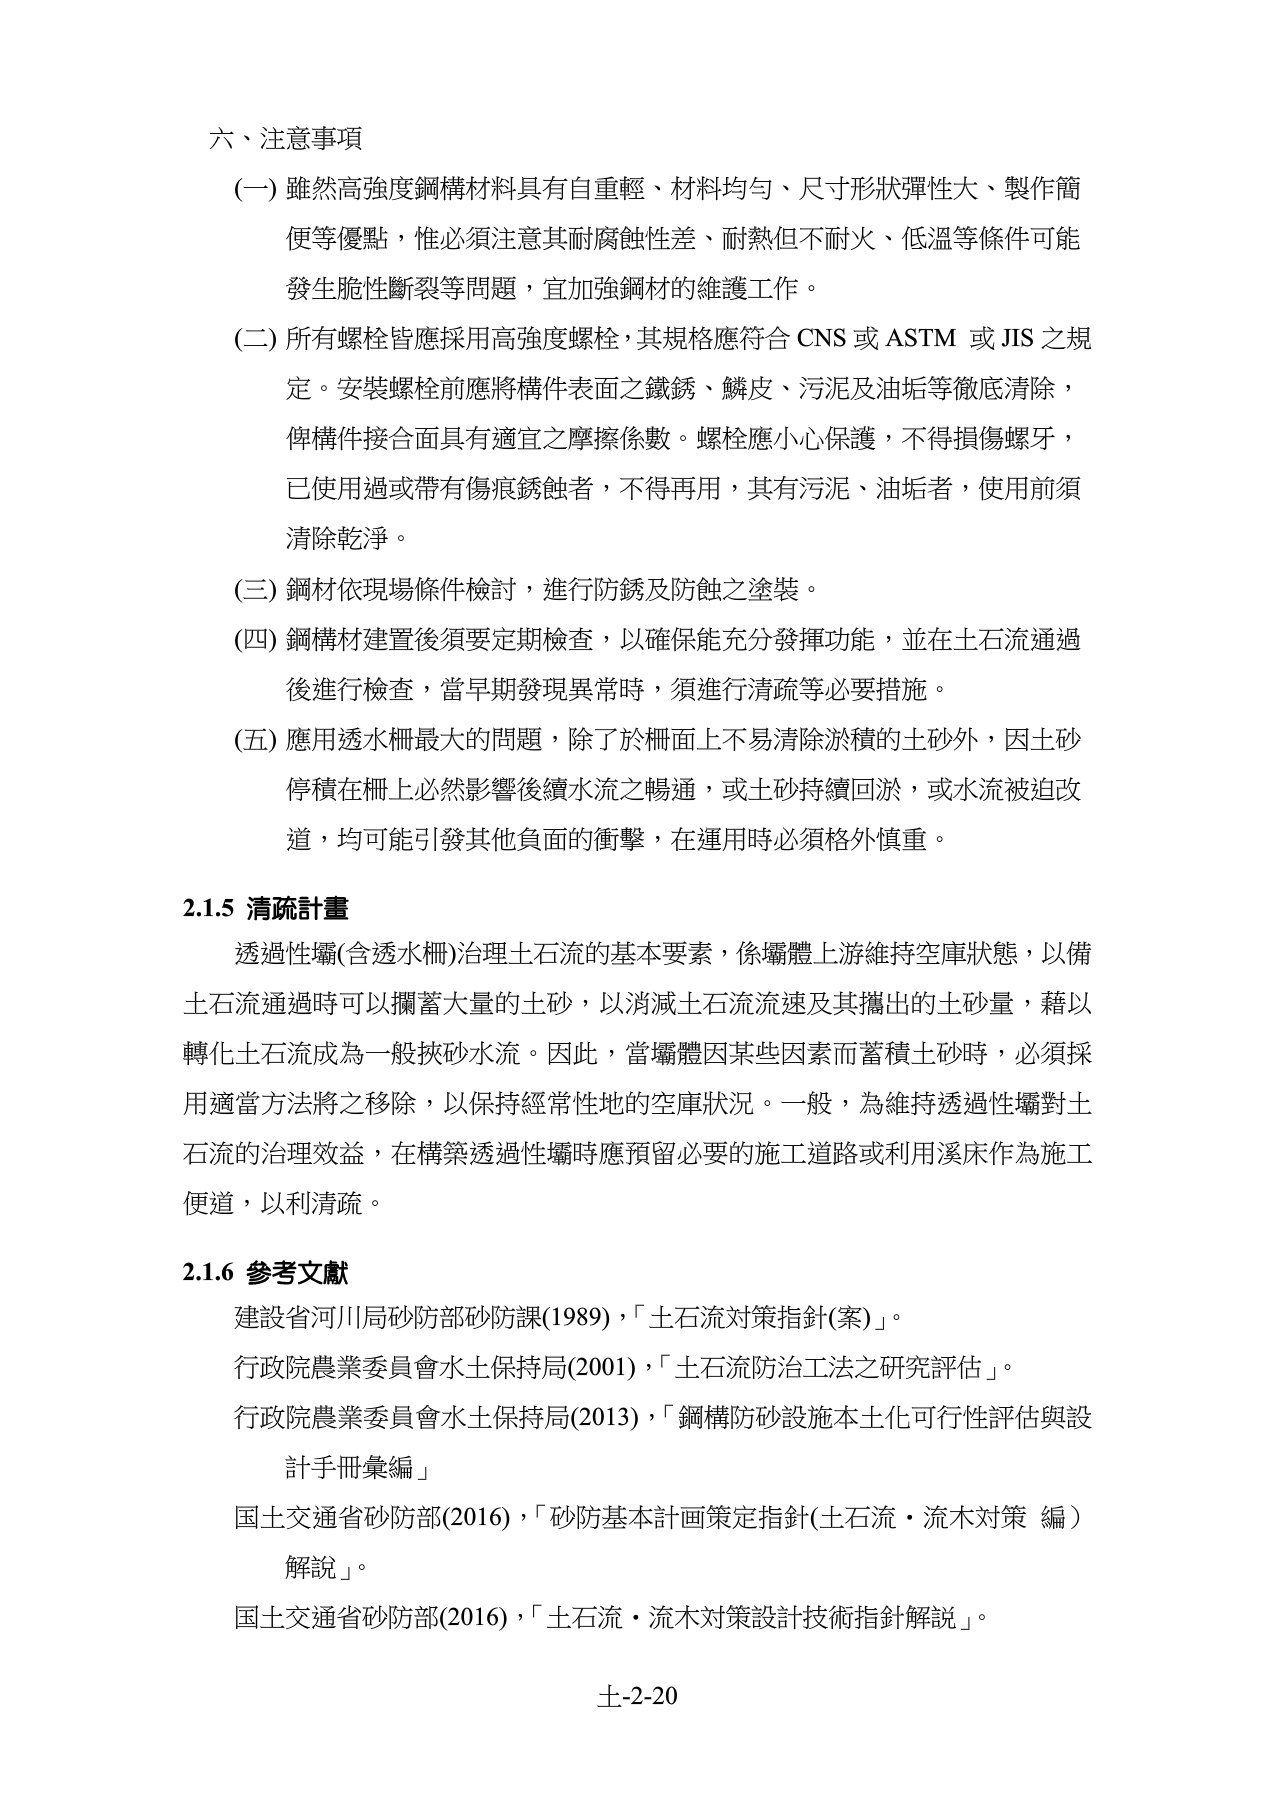 六、注意事項
(一) 雖然高強度鋼構材料具有自重輕、材料均勻、尺寸形狀彈性大、製作簡
便等優點，惟必須注意其耐腐蝕性差、耐熱但不耐火、低溫等條件可能
發生脆性斷裂等問題，宜加強鋼材的維護工作。
(二) 所有螺栓皆應採用高強度螺栓，其規格應符合 CNS 或 ASTM 或 JIS 之規
定。安裝螺栓前應將構件表面之鐵銹、鱗皮、污泥及油垢等徹底清除，
俾構件接合面具有適宜之摩擦係數。螺栓應小心保護，不得損傷螺牙，
已使用過或帶有傷痕銹蝕者，不得再用，其有污泥、油垢者，使用前須
清除乾淨。
(三) 鋼材依現場條件檢討，進行防銹及防蝕之塗裝。
(四) 鋼構材建置後須要定期檢查，以確保能充分發揮功能，並在土石流通過
後進行檢查，當早期發現異常時，須進行清疏等必要措施。
(五) 應用透水柵最大的問題，除了於柵面上不易清除淤積的土砂外，因土砂
停積在柵上必然影響後續水流之暢通，或土砂持續回淤，或水流被迫改
道，均可能引發其他負面的衝擊，在運用時必須格外慎重。
2.1.5 清疏計畫
透過性壩(含透水柵)治理土石流的基本要素，係壩體上游維持空庫狀態，以備
土石流通過時可以攔蓄大量的土砂，以消減土石流流速及其攜出的土砂量，藉以
轉化土石流成為一般挾砂水流。因此，當壩體因某些因素而蓄積土砂時，必須採
用適當方法將之移除，以保持經常性地的空庫狀況。一般，為維持透過性壩對土
石流的治理效益，在構築透過性壩時應預留必要的施工道路或利用溪床作為施工
便道，以利清疏。
2.1.6 參考文獻
建設省河川局砂防部砂防課(1989)，「土石流対策指針(案)」。
行政院農業委員會水土保持局(2001)，「土石流防治工法之研究評估」。
行政院農業委員會水土保持局(2013)，「鋼構防砂設施本土化可行性評估與設
計手冊彙編」
国土交通省砂防部(2016)，「砂防基本計画策定指針(土石流・流木対策 編）
解說」。
国土交通省砂防部(2016)，「土石流・流木対策設計技術指針解説」。
土-2-20